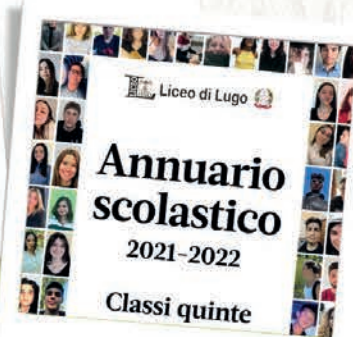 Liceo di Lugo
Annuario
scolastico
2021-2022
Classi quinte